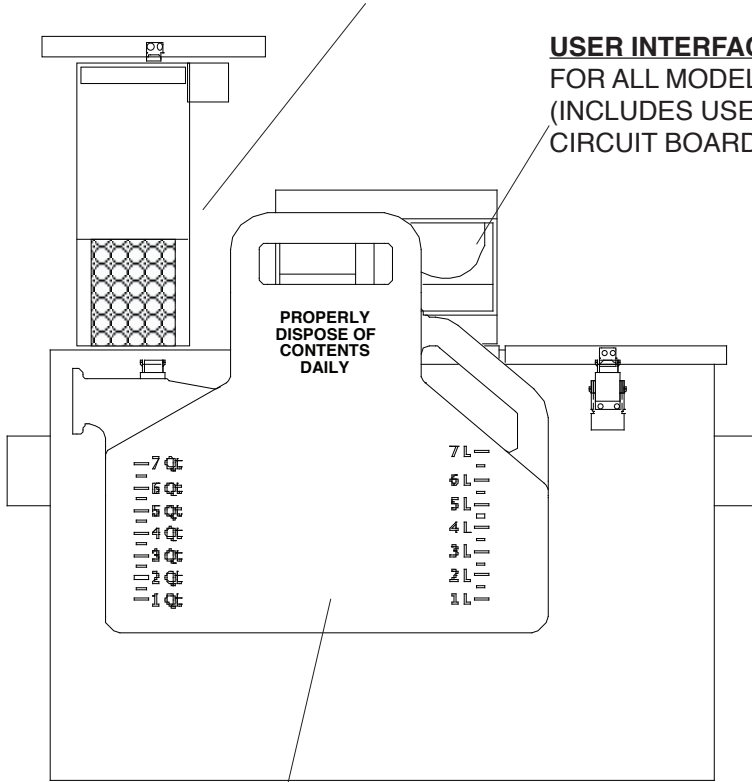 USER INTERFAC
FOR ALL MODEL
(INCLUDES USE
CIRCUIT BOARD
PROPERLY
DISPOSE OF
CONTENTS
DAILY
7 Qt
6 Qt
5 Qt
4 Qt
3 Qt
2 Qt
1 Qt
7 L
6 L
5 L
4 L
3 L
2 L
1 L